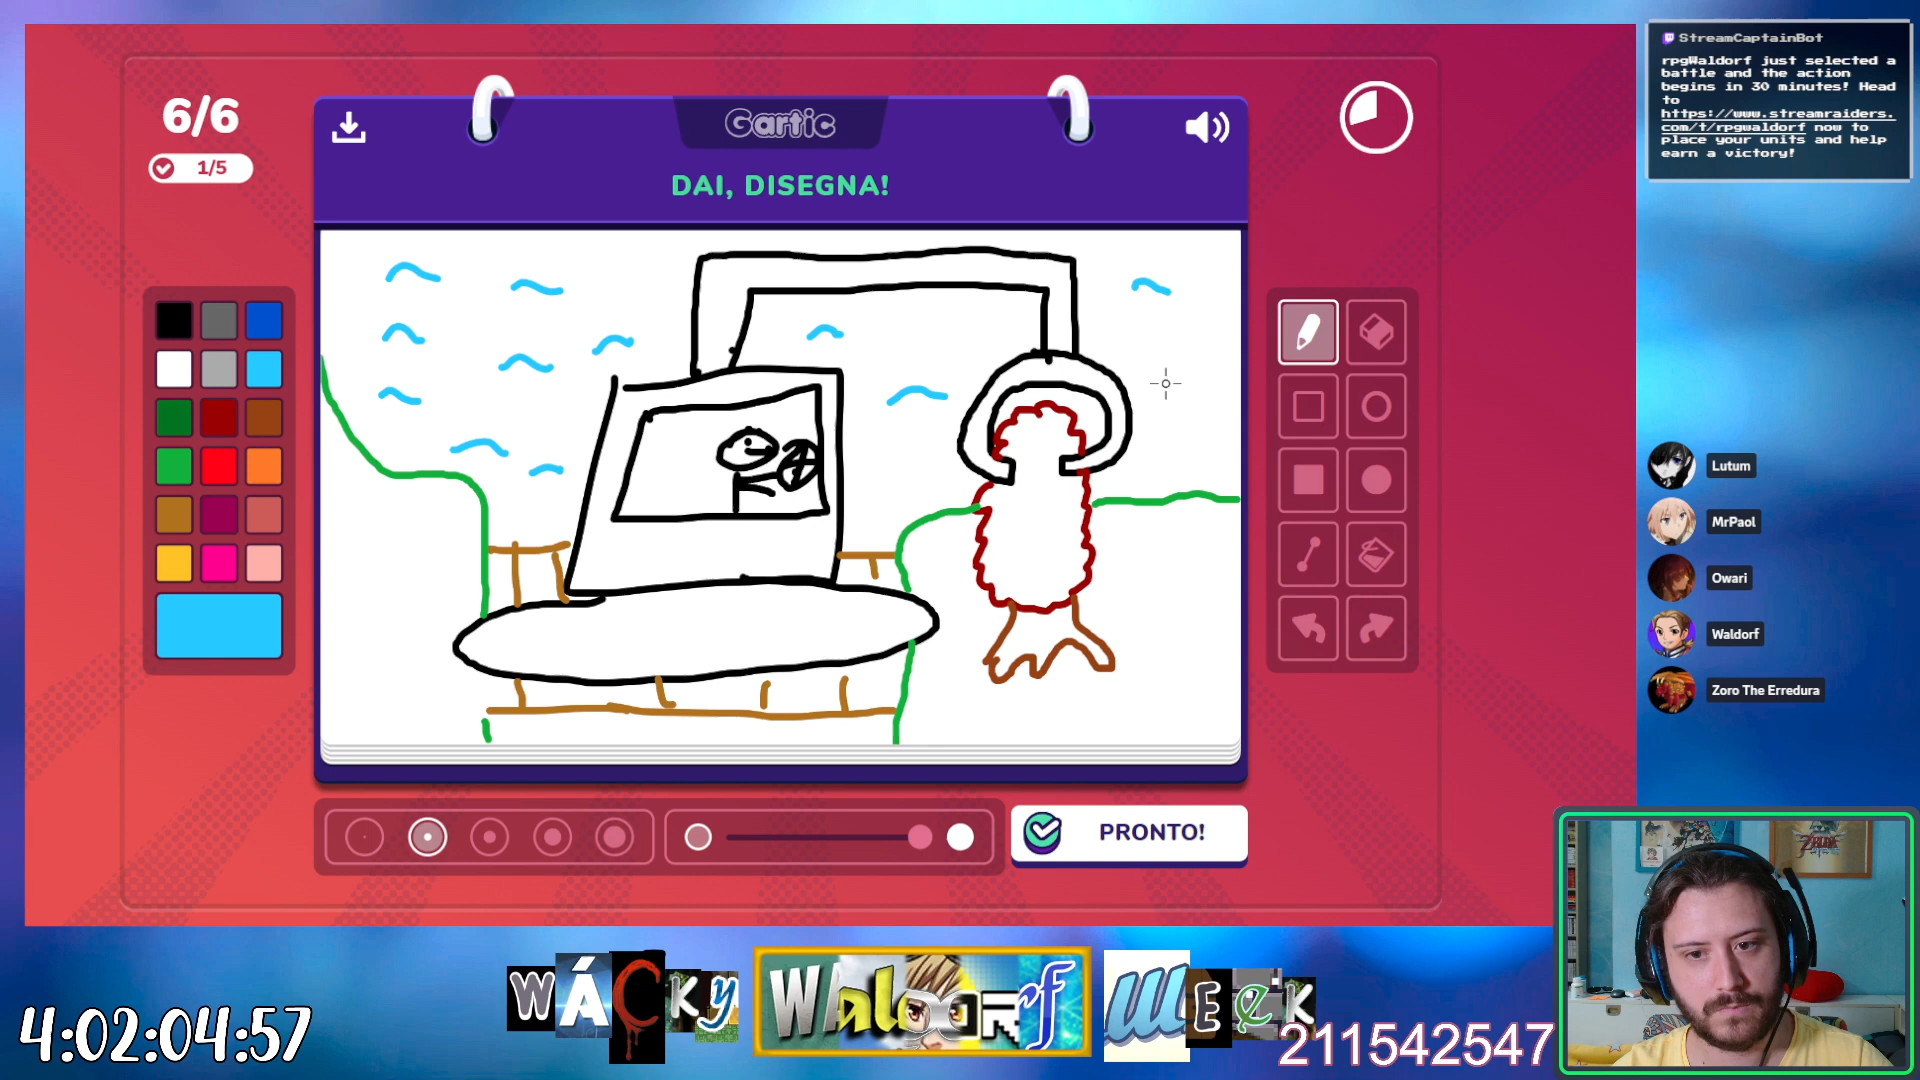 6/6
1/5
Gartic
DAI, DISEGNA!
PRONTO!
StreamCaptainBot
rpgWaldorf just selected a
battle and the action
begins in 30 minutes! Head
to
https://www.streamraiders.
com/t/rpgwaldorf now to
place your units and help
earn a victory!
Lutum
MrPaol
Owari
Waldorf
Zoro The Erredura
4:02:04:57
WÁCKY
Waldorf
WEEK
211542547
ZELDA